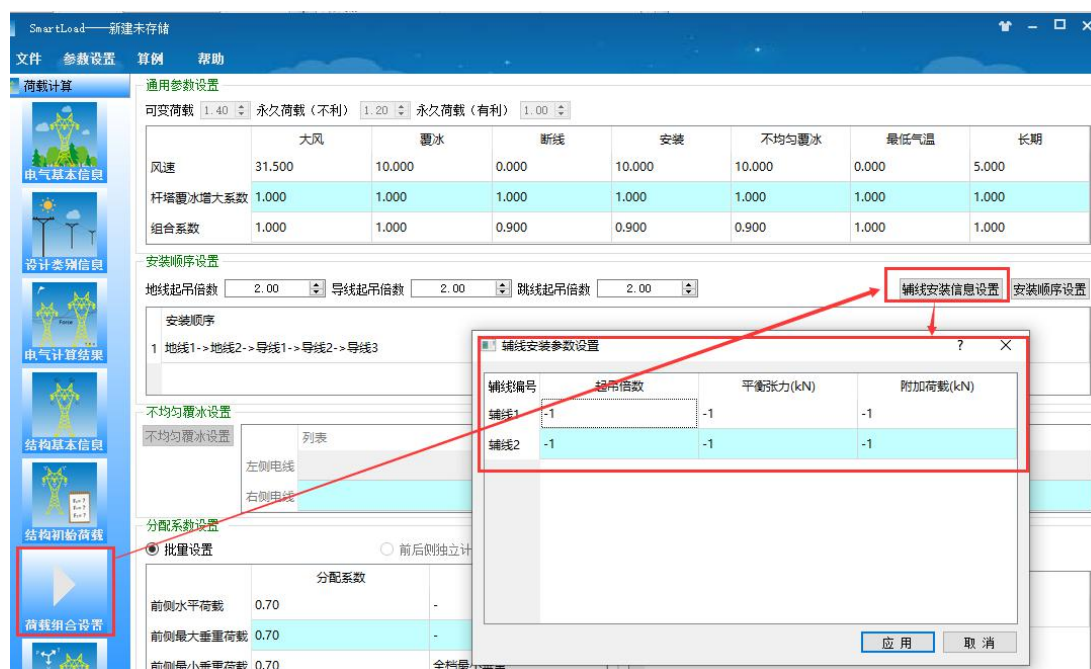 SmartLoad——新建未存储
文件 参数设置 算例 帮助
荷载计算
电气基本信息
设计类别信息
电气计算结果
结构基本信息
结构初始荷载
荷载组合设置
通用参数设置
可变荷载 1.40 永久荷载(不利) 1.20 永久荷载(有利) 1.00
大风 覆冰 断线 安装 不均匀覆冰 最低气温 长期
风速 31.500 10.000 0.000 10.000 10.000 0.000 5.000
杆塔覆冰增大系数 1.000 1.000 1.000 1.000 1.000 1.000 1.000
组合系数 1.000 1.000 0.900 0.900 0.900 1.000 1.000
安装顺序设置
地线起吊倍数 2.00 导线起吊倍数 2.00 跳线起吊倍数 2.00 辅线安装信息设置 安装顺序设置
安装顺序
1 地线1->地线2->导线1->导线2->导线3
不均匀覆冰设置
不均匀覆冰设置 列表
左侧电线
右侧电线
分配系数设置
批量设置 前后侧独立计
分配系数
前侧水平荷载 0.70 -
前侧最大垂重荷载 0.70 -
前侧最小垂重荷载 0.70
辅线安装参数设置 ? ×
辅线编号 起吊倍数 平衡张力(kN) 附加荷载(kN)
辅线1 -1 -1 -1
辅线2 -1 -1 -1
应用 取消